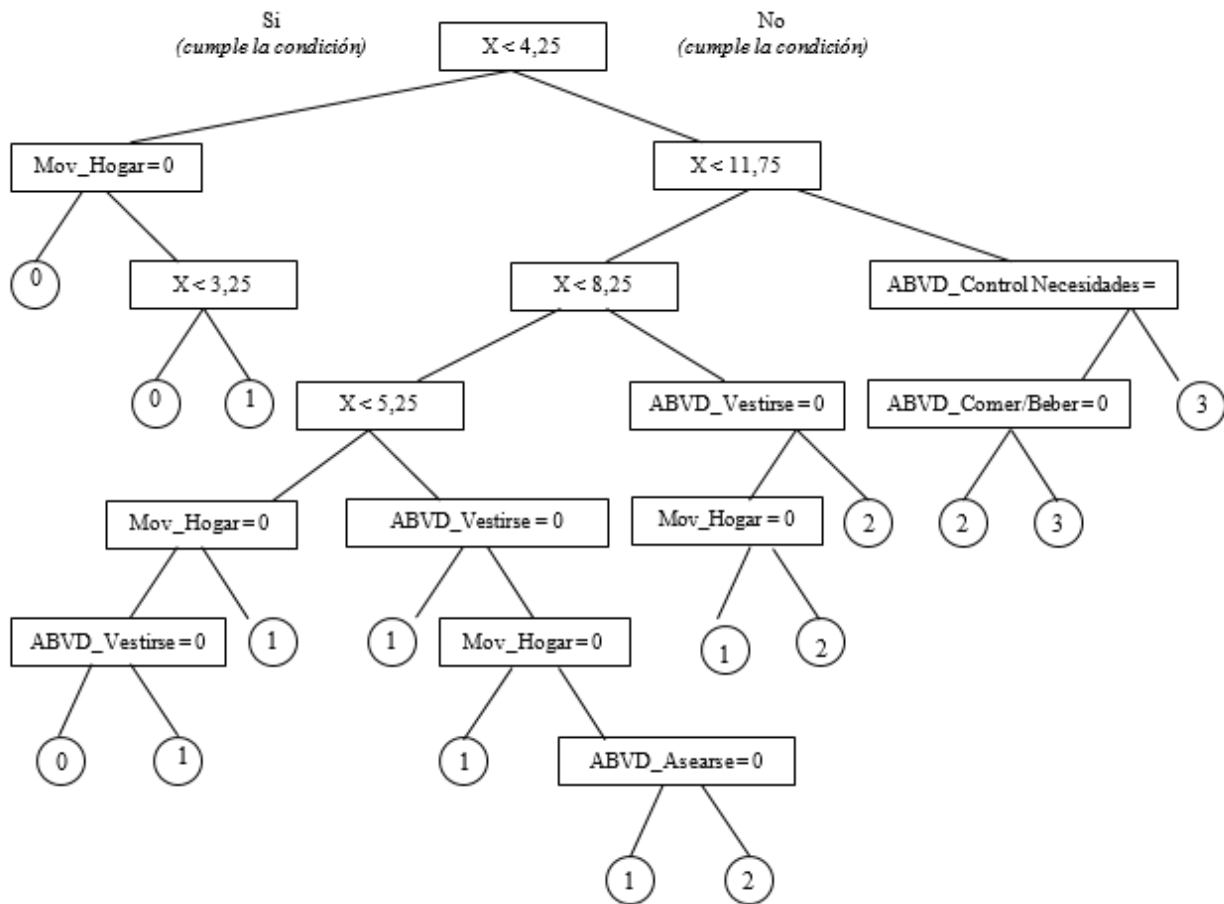 Si
(cumple la condición)
No
(cumple la condición)
X < 4,25
Mov_Hogar = 0
X < 11,75
0
X < 3,25
X < 8,25
ABVD_Control Necesidades =
0
1
X < 5,25
ABVD_Vestirse = 0
ABVD_Comer/Beber = 0
3
Mov_Hogar = 0
ABVD_Vestirse = 0
Mov_Hogar = 0
2
2
3
ABVD_Vestirse = 0
1
1
Mov_Hogar = 0
1
2
0
1
1
ABVD_Asearse = 0
1
2